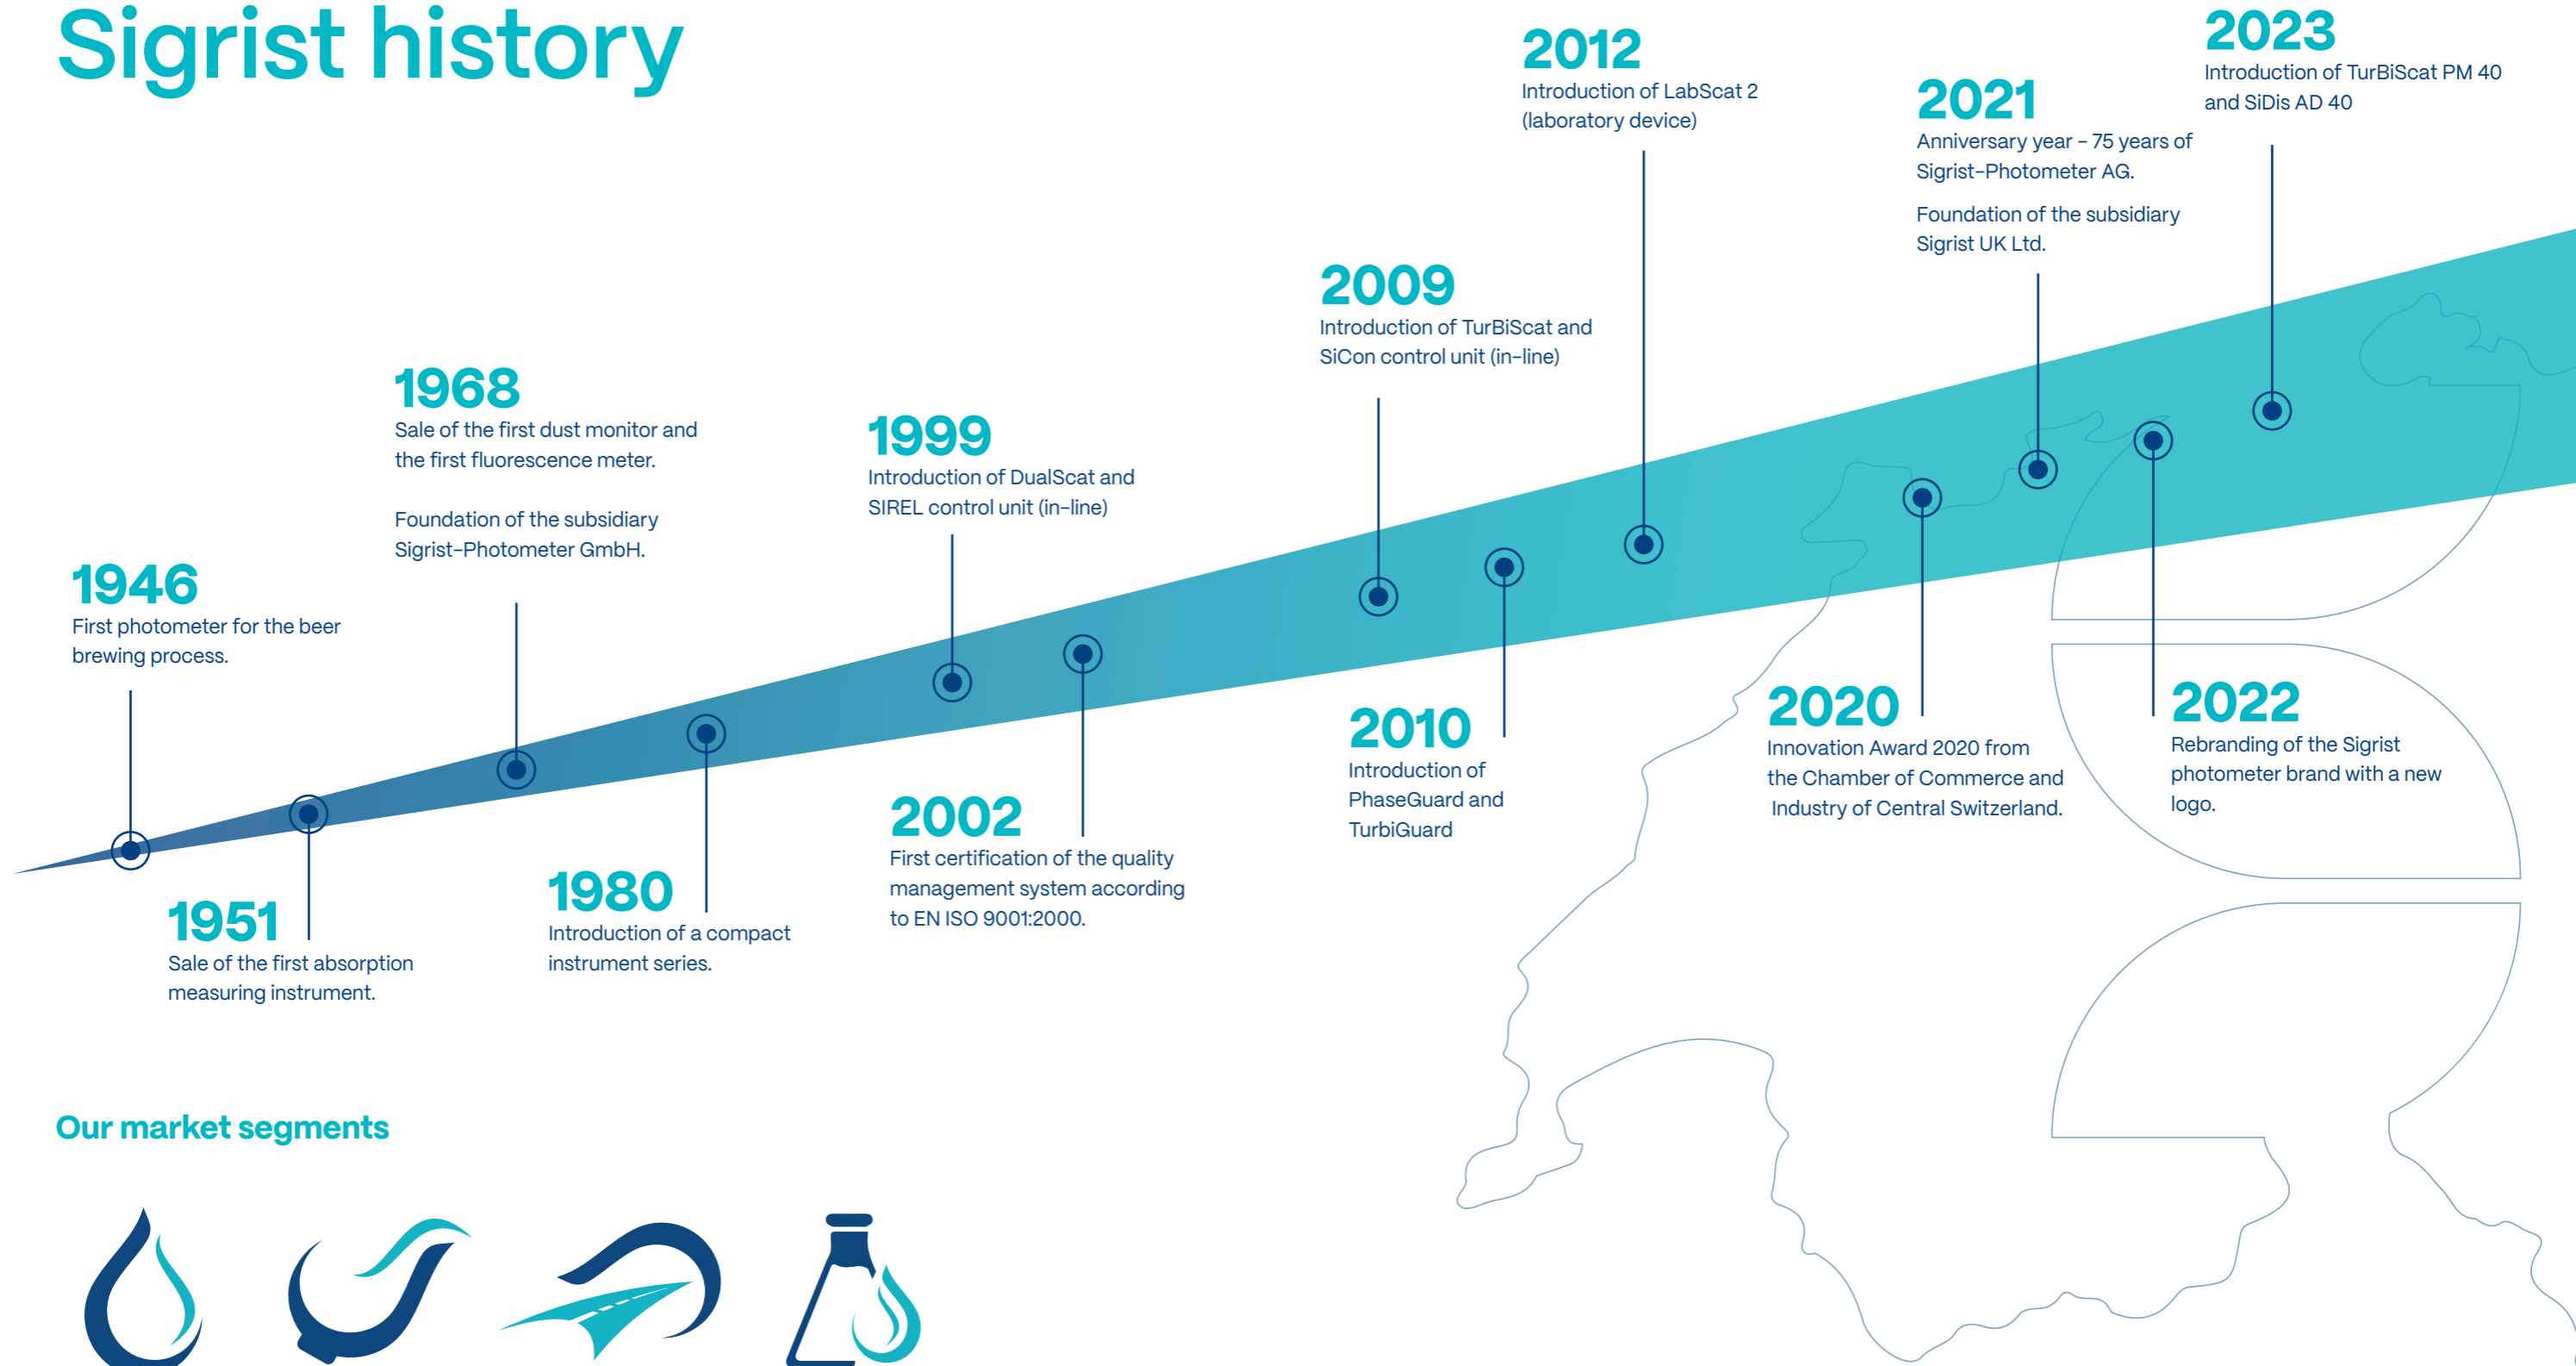 Sigrist history
1946
First photometer for the beer
brewing process.
1951
Sale of the first absorption
measuring instrument.
1968
Sale of the first dust monitor and
the first fluorescence meter.
Foundation of the subsidiary
Sigrist-Photometer GmbH.
1980
Introduction of a compact
instrument series.
1999
Introduction of DualScat and
SIREL control unit (in-line)
2002
First certification of the quality
management system according
to EN ISO 9001:2000.
2009
Introduction of TurBiScat and
SiCon control unit (in-line)
2010
Introduction of
PhaseGuard and
TurbiGuard
2012
Introduction of LabScat 2
(laboratory device)
2020
Innovation Award 2020 from
the Chamber of Commerce and
Industry of Central Switzerland.
2021
Anniversary year - 75 years of
Sigrist-Photometer AG.
Foundation of the subsidiary
Sigrist UK Ltd.
2022
Rebranding of the Sigrist
photometer brand with a new
logo.
2023
Introduction of TurBiScat PM 40
and SiDis AD 40
Our market segments